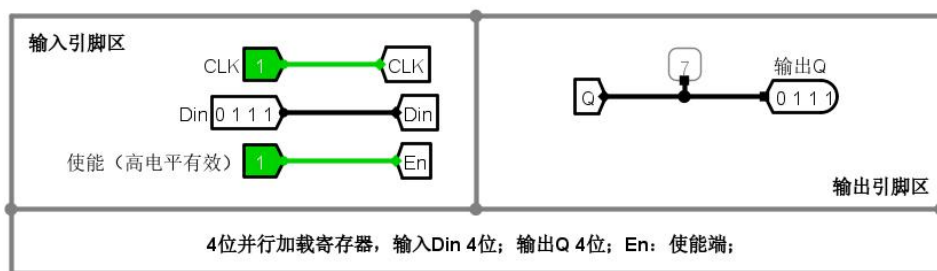 输入引脚区
CLK 1 CLK
Din 0 1 1 1 Din
使能（高电平有效） 1 En
7
输出Q
Q 0 1 1 1
输出引脚区
4位并行加载寄存器，输入Din 4位；输出Q 4位；En：使能端；